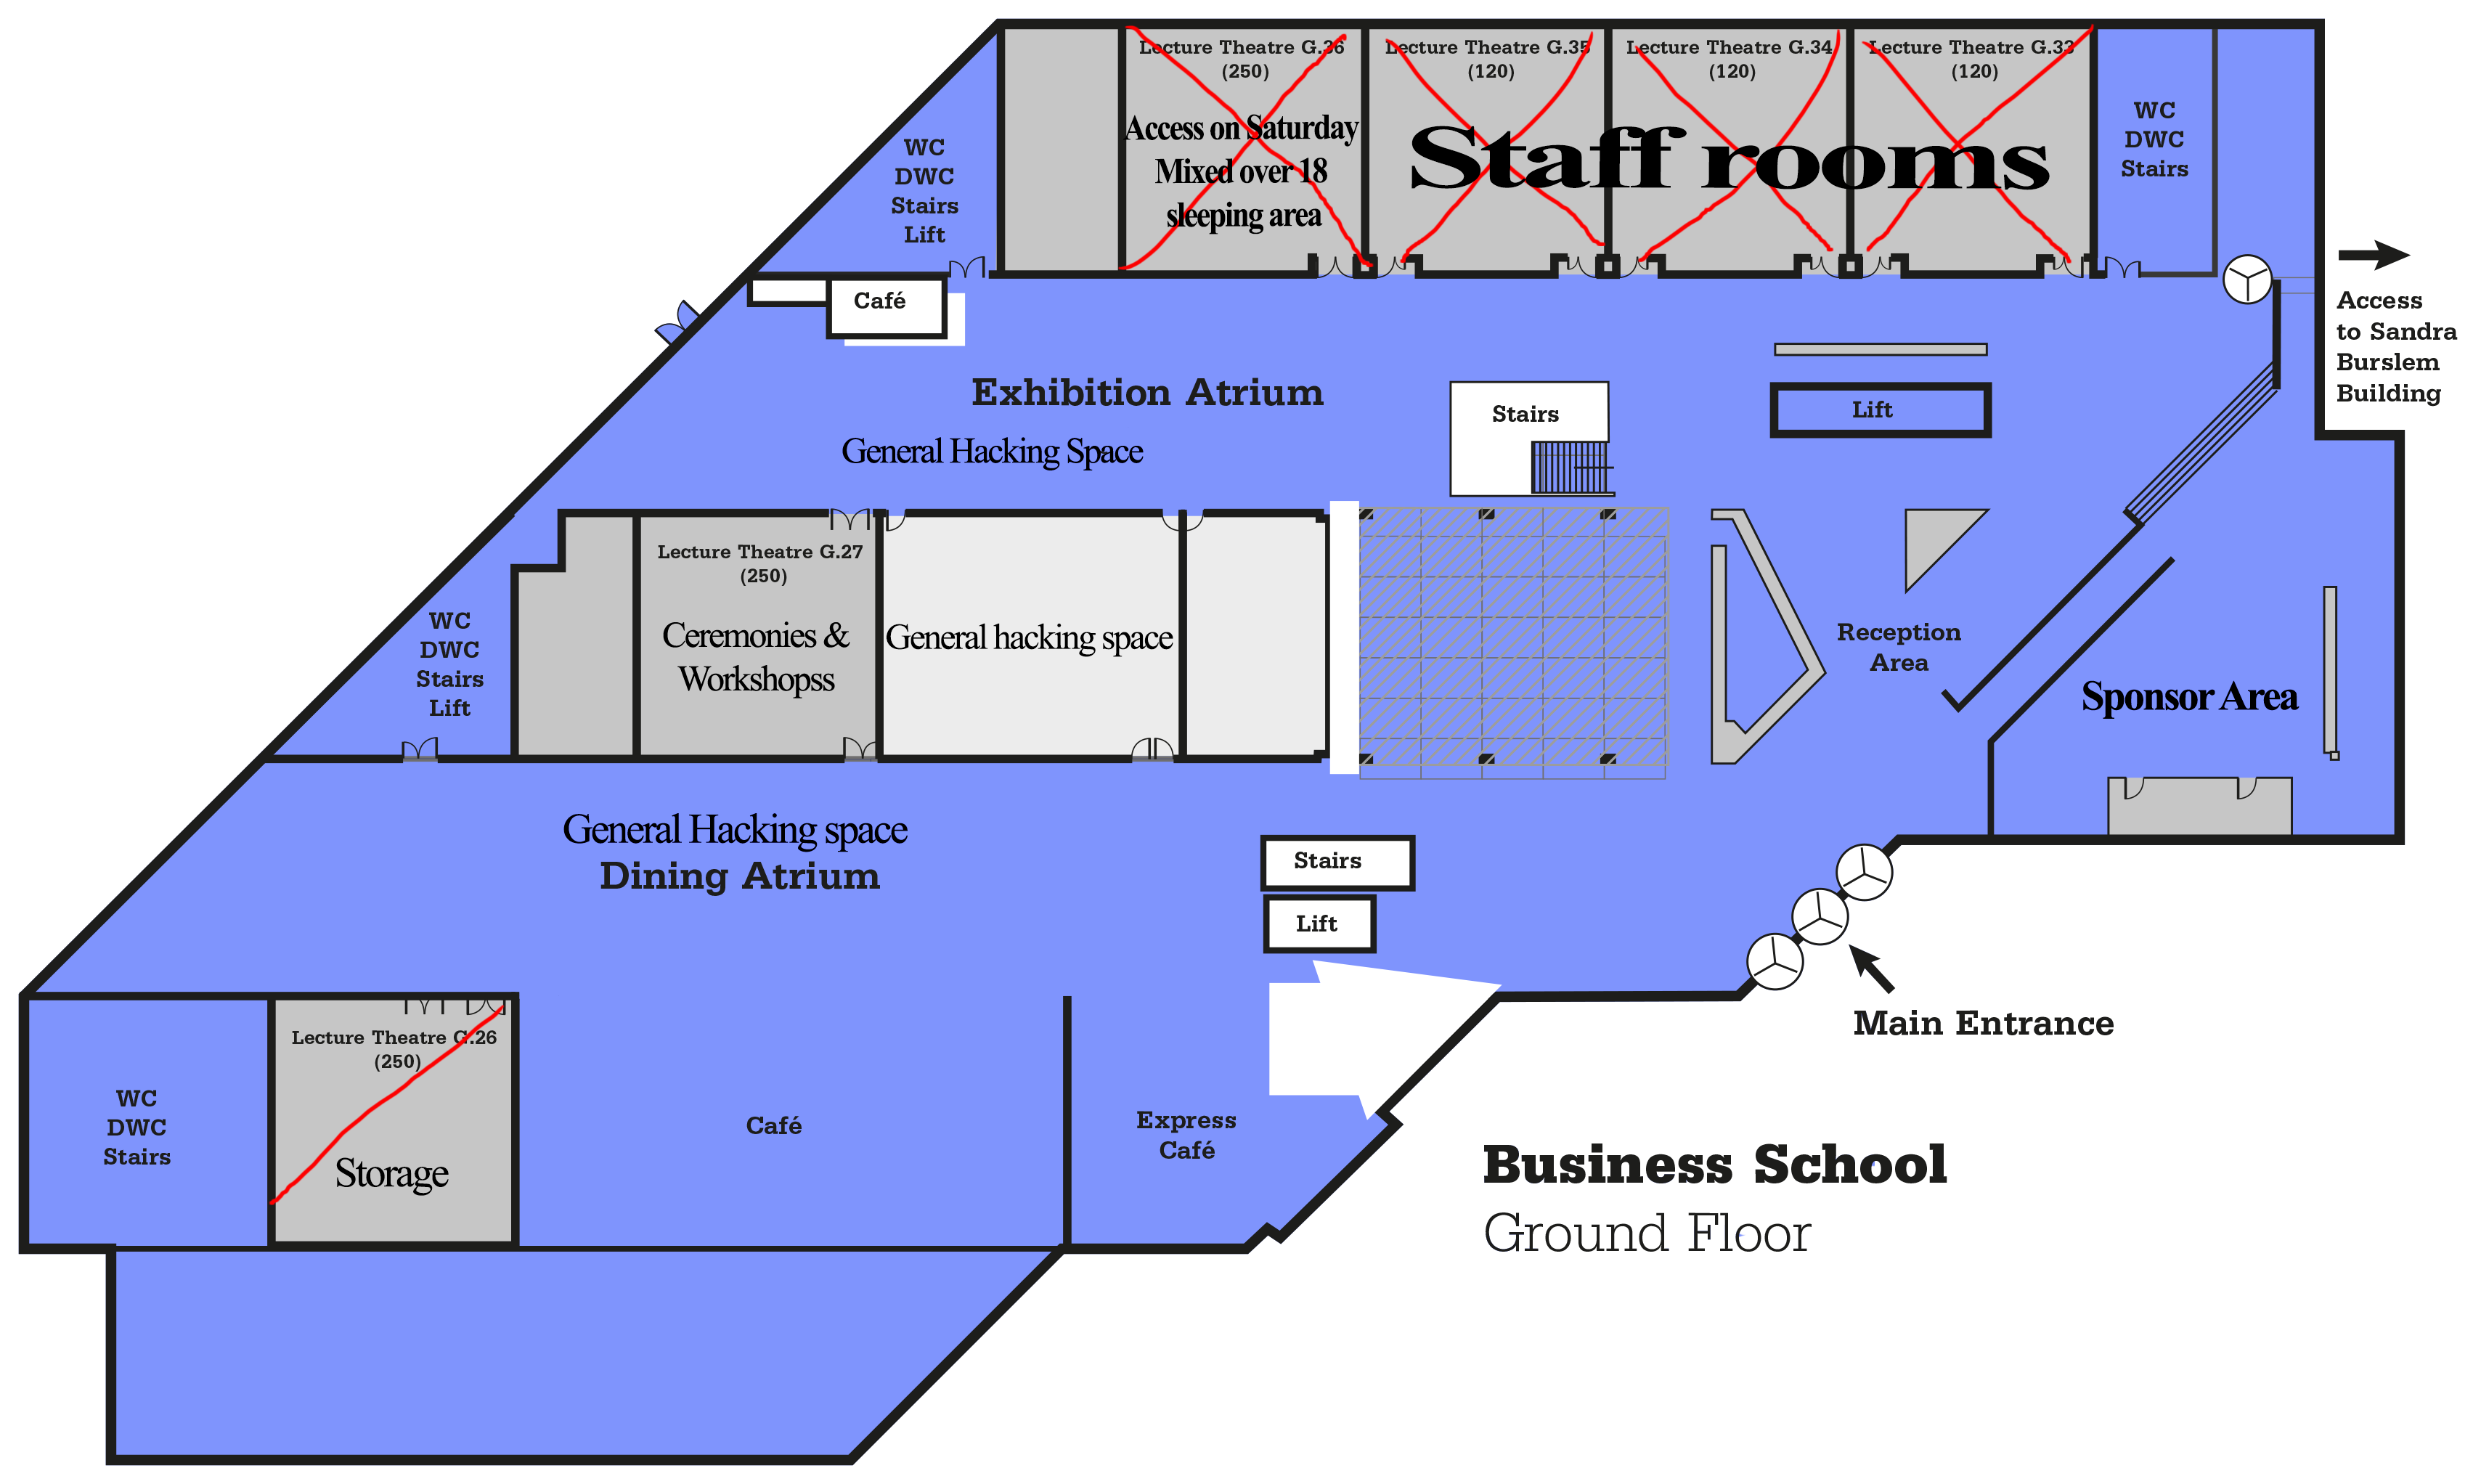 Lecture Theatre G.36
(250)
Access on Saturday
Mixed over 18
sleeping area
Lecture Theatre G.35
(120)
Lecture Theatre G.34
(120)
Lecture Theatre G.33
(120)
Staff rooms
WC
DWC
Stairs
WC
DWC
Stairs
Lift
Café
Access
to Sandra
Burslem
Building
Exhibition Atrium
General Hacking Space
Stairs
Lift
Lecture Theatre G.27
(250)
Ceremonies &
Workshopss
General hacking space
WC
DWC
Stairs
Lift
Reception
Area
Sponsor Area
General Hacking space
Dining Atrium
Stairs
Lift
Main Entrance
Lecture Theatre G.26
(250)
Storage
WC
DWC
Stairs
Café
Express
Café
Business School
Ground Floor